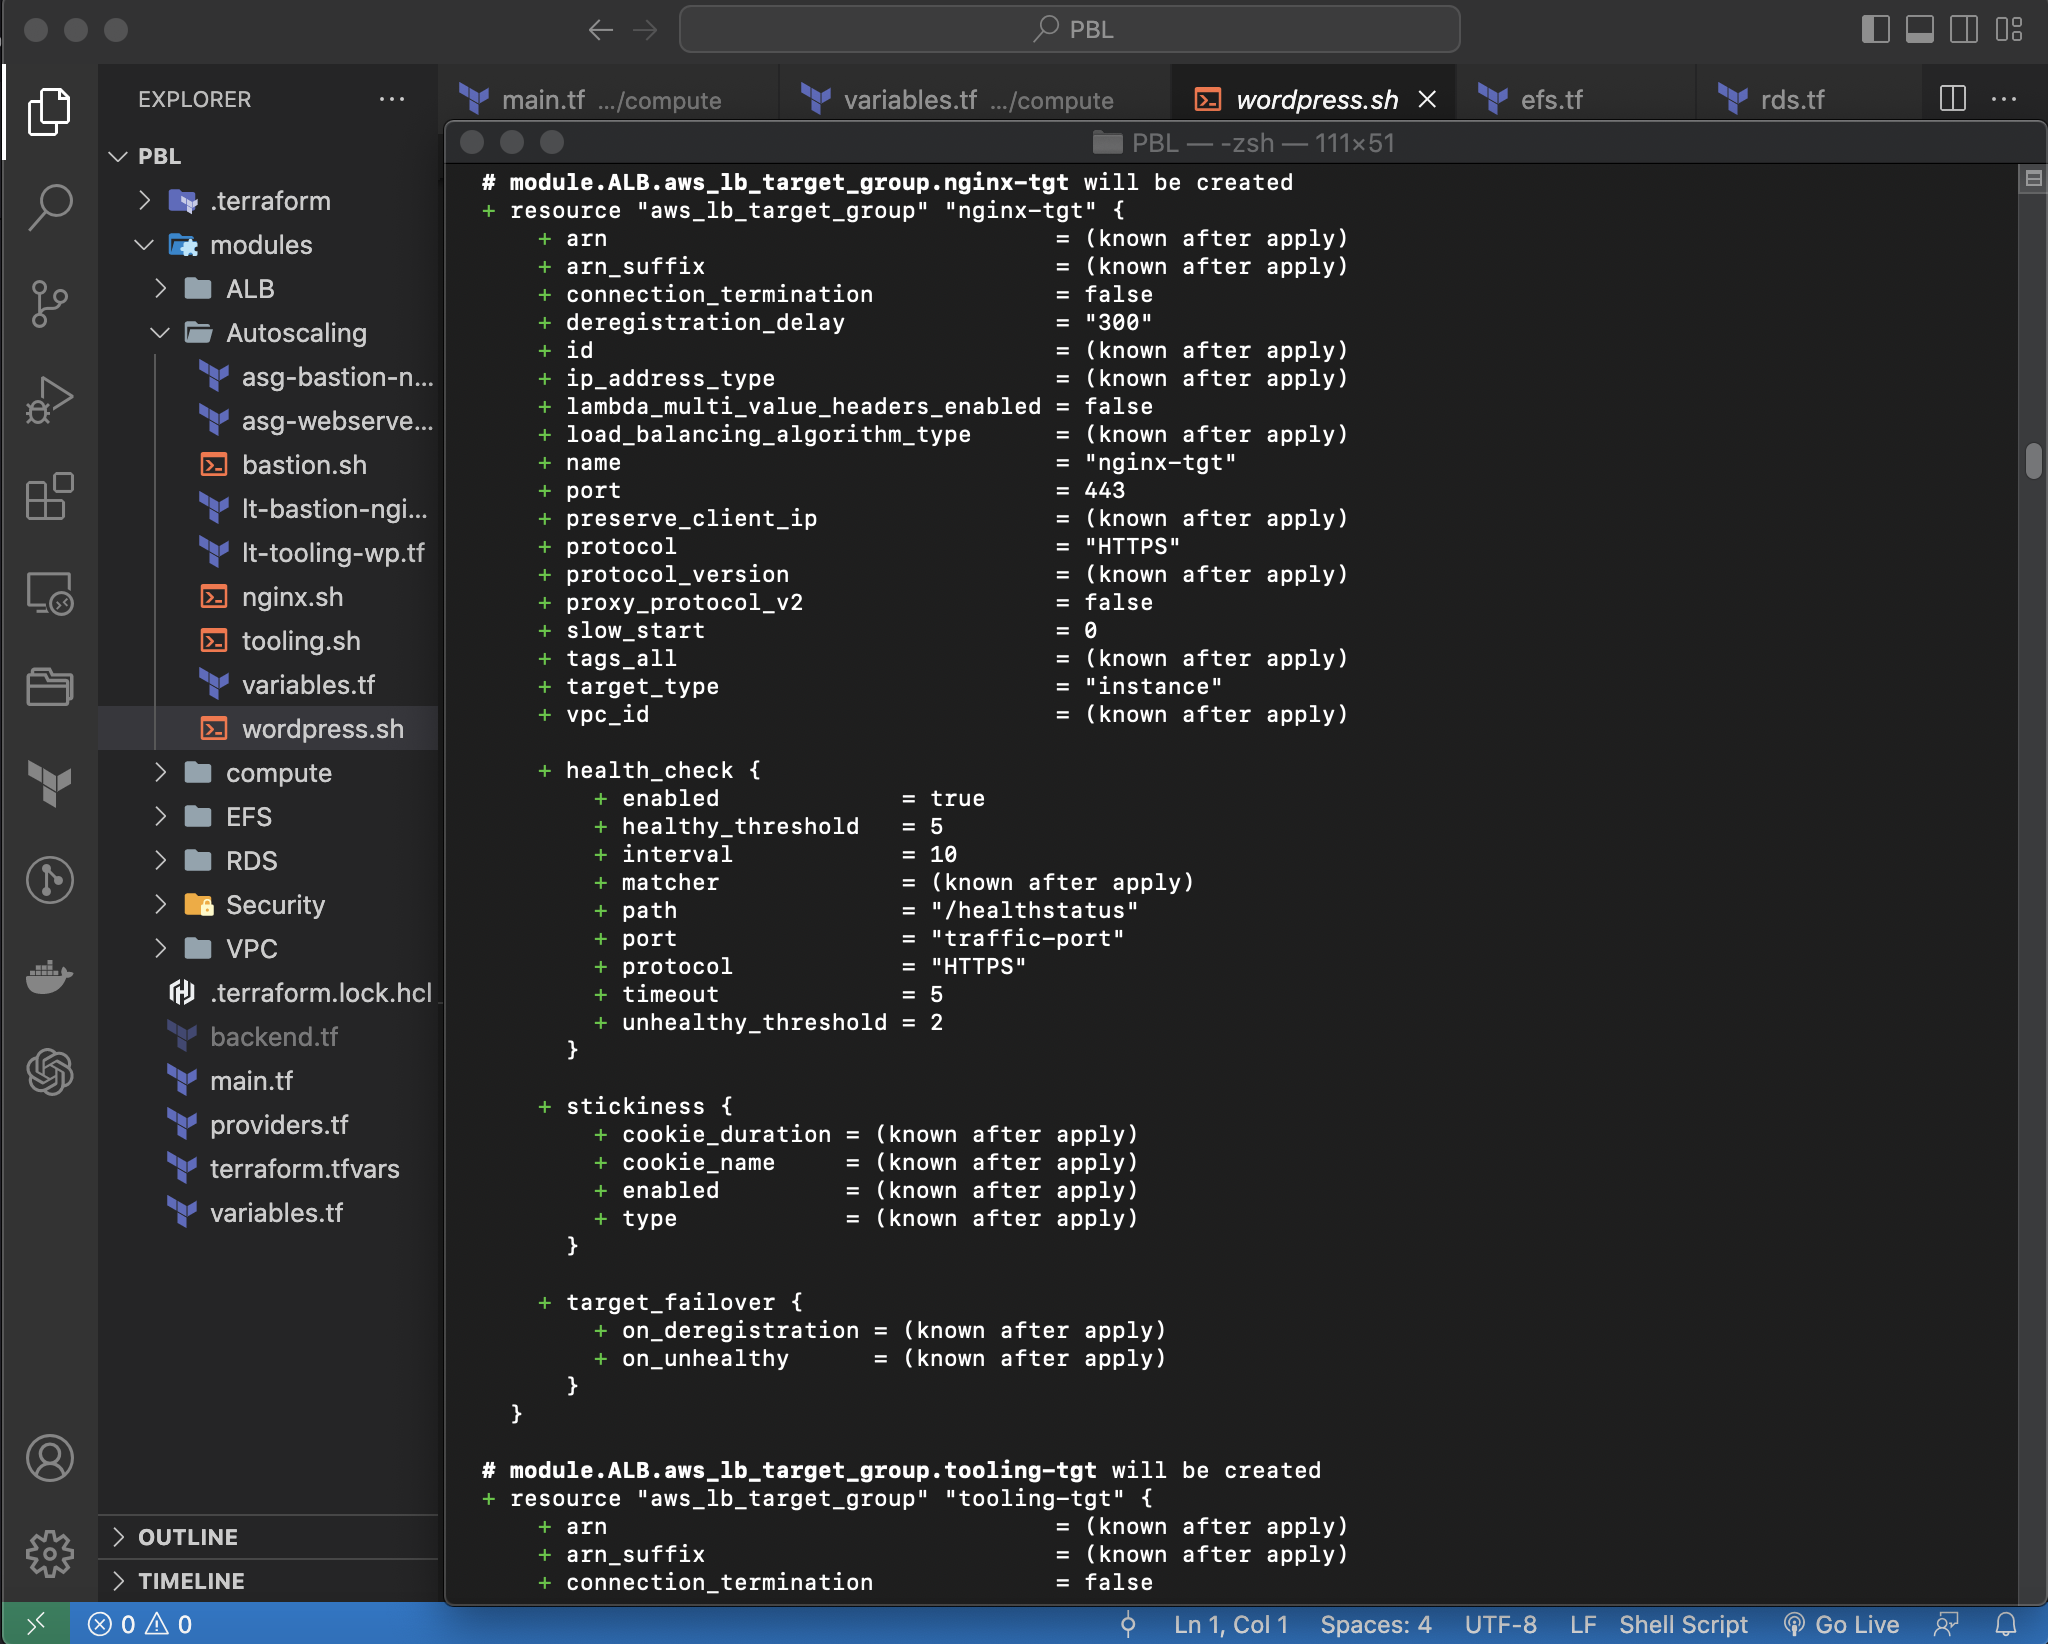 PBL
EXPLORER
main.tf .../compute
variables.tf .../compute
wordpress.sh
efs.tf
rds.tf
PBL
.terraform
modules
ALB
Autoscaling
asg-bastion-n...
asg-webserve...
bastion.sh
lt-bastion-ngi...
lt-tooling-wp.tf
nginx.sh
tooling.sh
variables.tf
wordpress.sh
compute
EFS
RDS
Security
VPC
.terraform.lock.hcl
backend.tf
main.tf
providers.tf
terraform.tfvars
variables.tf
OUTLINE
TIMELINE
PBL — -zsh — 111×51
# module.ALB.aws_lb_target_group.nginx-tgt will be created
+ resource "aws_lb_target_group" "nginx-tgt" {
+ arn = (known after apply)
+ arn_suffix = (known after apply)
+ connection_termination = false
+ deregistration_delay = "300"
+ id = (known after apply)
+ ip_address_type = (known after apply)
+ lambda_multi_value_headers_enabled = false
+ load_balancing_algorithm_type = (known after apply)
+ name = "nginx-tgt"
+ port = 443
+ preserve_client_ip = (known after apply)
+ protocol = "HTTPS"
+ protocol_version = (known after apply)
+ proxy_protocol_v2 = false
+ slow_start = 0
+ tags_all = (known after apply)
+ target_type = "instance"
+ vpc_id = (known after apply)
+ health_check {
+ enabled = true
+ healthy_threshold = 5
+ interval = 10
+ matcher = (known after apply)
+ path = "/healthstatus"
+ port = "traffic-port"
+ protocol = "HTTPS"
+ timeout = 5
+ unhealthy_threshold = 2
}
+ stickiness {
+ cookie_duration = (known after apply)
+ cookie_name = (known after apply)
+ enabled = (known after apply)
+ type = (known after apply)
}
+ target_failover {
+ on_deregistration = (known after apply)
+ on_unhealthy = (known after apply)
}
}
# module.ALB.aws_lb_target_group.tooling-tgt will be created
+ resource "aws_lb_target_group" "tooling-tgt" {
+ arn = (known after apply)
+ arn_suffix = (known after apply)
+ connection_termination = false
0 0
Ln 1, Col 1 Spaces: 4 UTF-8 LF Shell Script Go Live